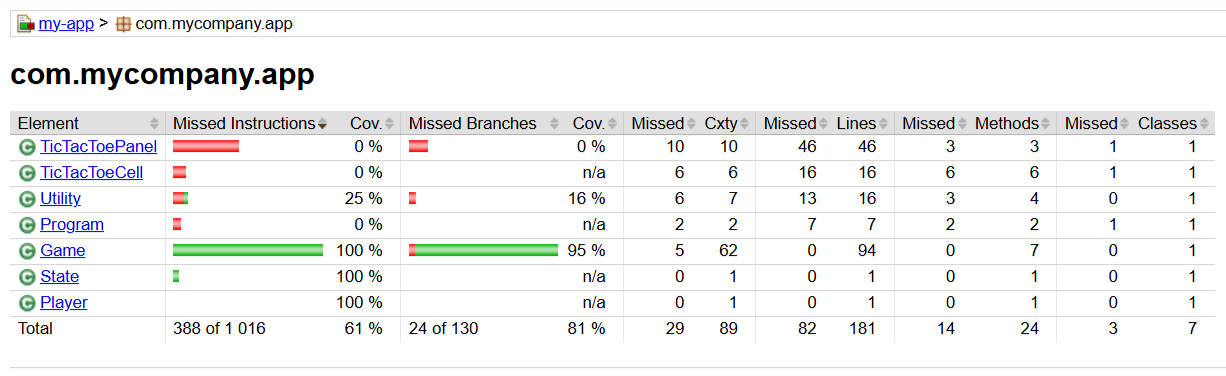 my-app > com.mycompany.app
com.mycompany.app
Element Missed Instructions Cov. Missed Branches Cov. Missed Cxty Missed Lines Missed Methods Missed Classes
C TicTacToePanel 0 % 0 % 10 10 46 46 3 3 1 1
C TicTacToeCell 0 % n/a 6 6 16 16 6 6 1 1
C Utility 25 % 16 % 6 7 13 16 3 4 0 1
C Program 0 % n/a 2 2 7 7 2 2 1 1
C Game 100 % 95 % 5 62 0 94 0 7 0 1
C State 100 % n/a 0 1 0 1 0 1 0 1
C Player 100 % n/a 0 1 0 1 0 1 0 1
Total 388 of 1 016 61 % 24 of 130 81 % 29 89 82 181 14 24 3 7